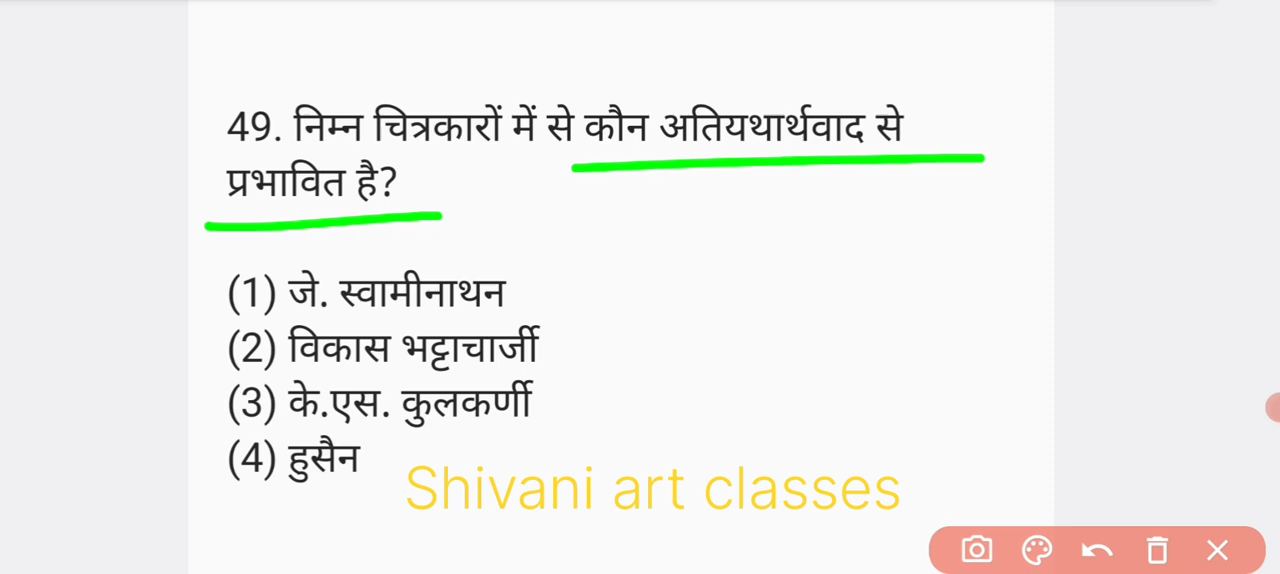 49. निम्न चित्रकारों में से कौन अतियथार्थवाद से
प्रभावित है?
(1) जे. स्वामीनाथन
(2) विकास भट्टाचार्जी
(3) के.एस. कुलकर्णी
(4) हुसैन
Shivani art classes